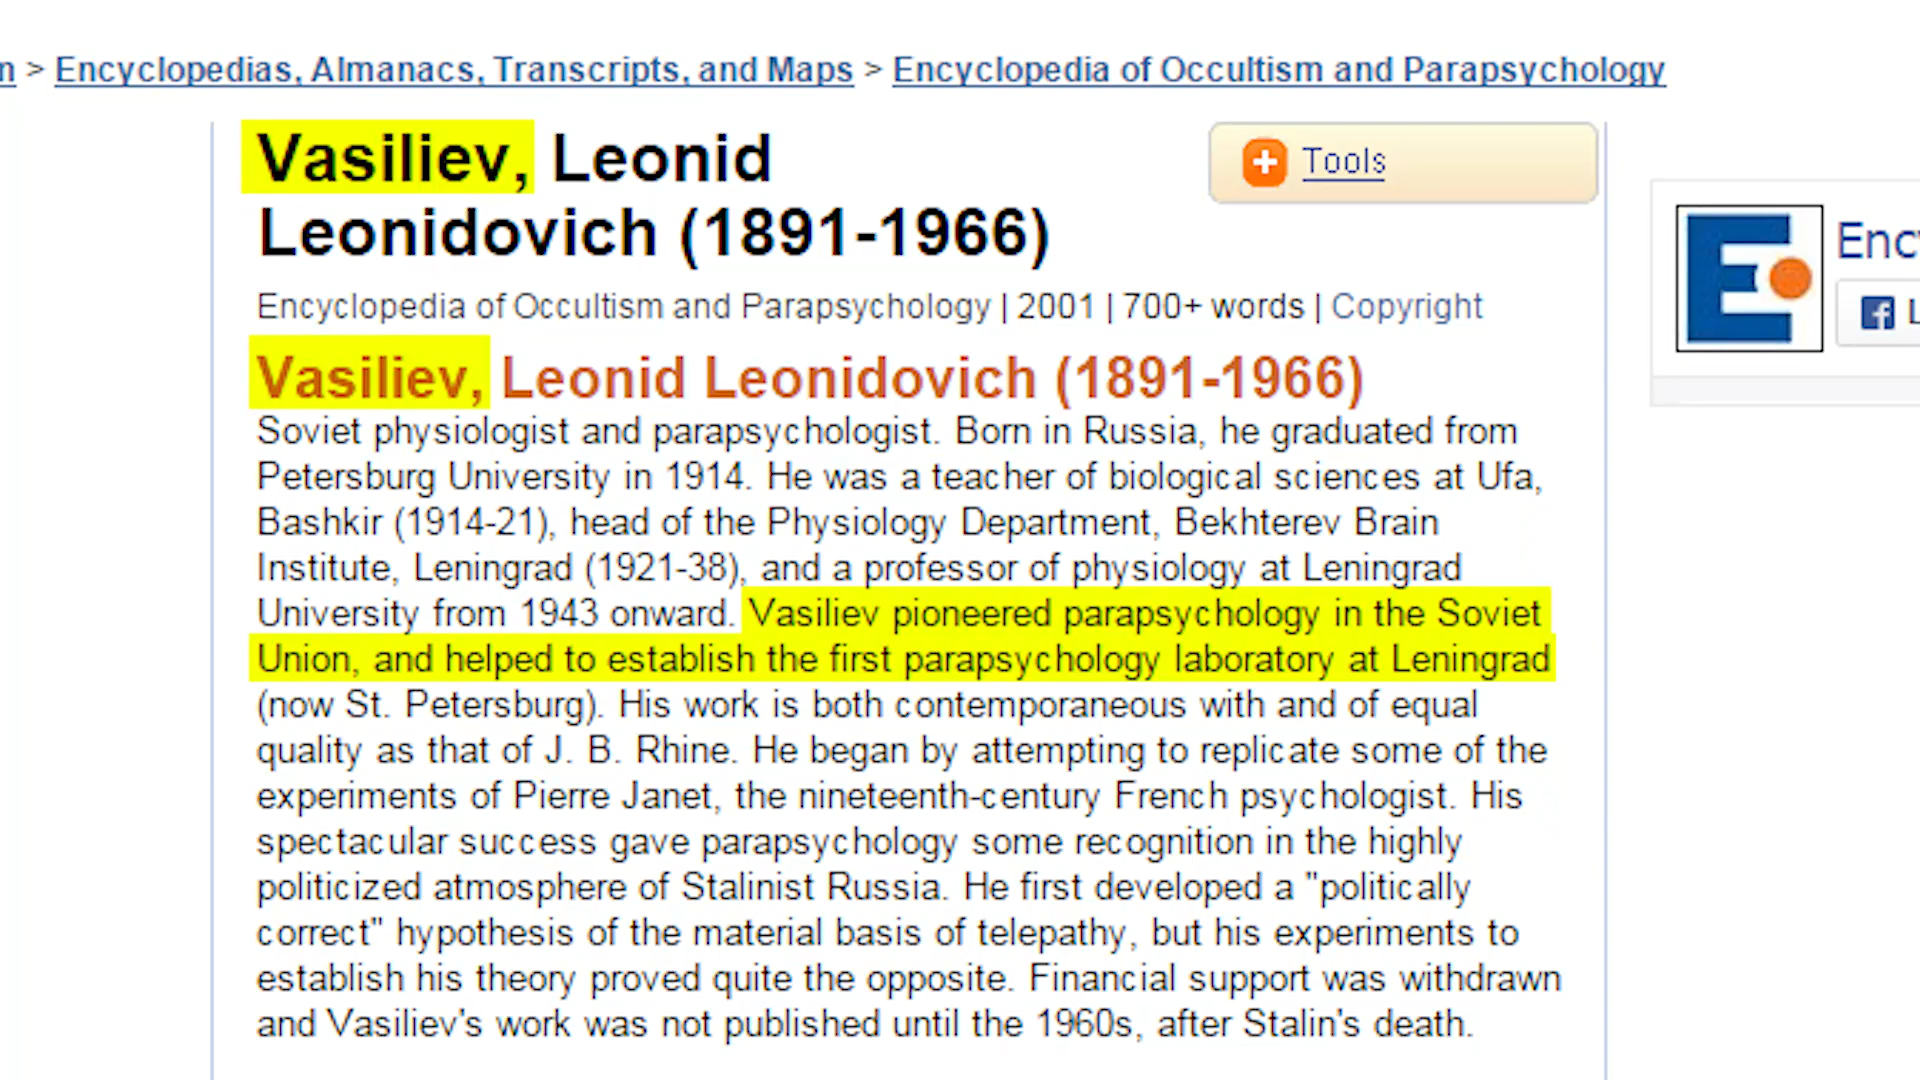 n > Encyclopedias, Almanacs, Transcripts, and Maps > Encyclopedia of Occultism and Parapsychology
Vasiliev, Leonid
Leonidovich (1891-1966)
Tools
Encyclopedia of Occultism and Parapsychology | 2001 | 700+ words | Copyright
Vasiliev, Leonid Leonidovich (1891-1966)
Soviet physiologist and parapsychologist. Born in Russia, he graduated from
Petersburg University in 1914. He was a teacher of biological sciences at Ufa,
Bashkir (1914-21), head of the Physiology Department, Bekhterev Brain
Institute, Leningrad (1921-38), and a professor of physiology at Leningrad
University from 1943 onward. Vasiliev pioneered parapsychology in the Soviet
Union, and helped to establish the first parapsychology laboratory at Leningrad
(now St. Petersburg). His work is both contemporaneous with and of equal
quality as that of J. B. Rhine. He began by attempting to replicate some of the
experiments of Pierre Janet, the nineteenth-century French psychologist. His
spectacular success gave parapsychology some recognition in the highly
politicized atmosphere of Stalinist Russia. He first developed a "politically
correct" hypothesis of the material basis of telepathy, but his experiments to
establish his theory proved quite the opposite. Financial support was withdrawn
and Vasiliev's work was not published until the 1960s, after Stalin's death.
E
Ency
f L